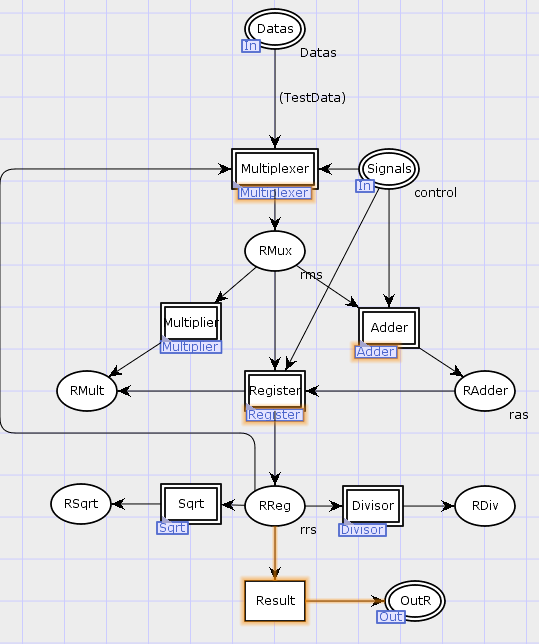 Datas
In
Datas
(TestData)
Multiplexer
Multiplexer
Signals
In
control
RMux
rms
Multiplier
Multiplier
Adder
Adder
RMult
Register
Register
RAdder
ras
RSqrt
Sqrt
Sqrt
RReg
rrs
Divisor
Divisor
RDiv
Result
OutR
Out